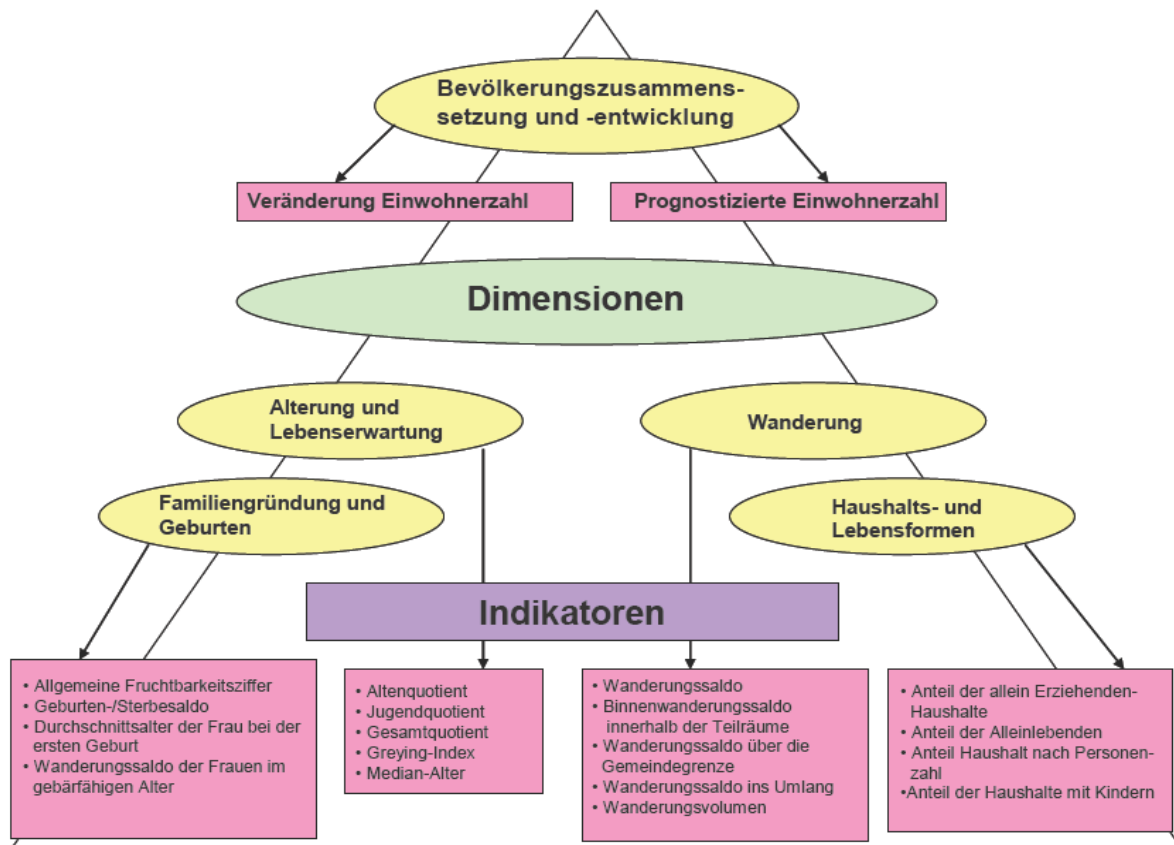 Bevölkerungszusammens-
setzung und -entwicklung
Veränderung Einwohnerzahl
Prognostizierte Einwohnerzahl
Dimensionen
Alterung und
Lebenserwartung
Wanderung
Familiengründung und
Geburten
Haushalts- und
Lebensformen
Indikatoren
• Allgemeine Fruchtbarkeitsziffer
• Geburten-/Sterbesaldo
• Durchschnittsalter der Frau bei der
ersten Geburt
• Wanderungssaldo der Frauen im
gebärfähigen Alter
• Altenquotient
• Jugendquotient
• Gesamtquotient
• Greying-Index
• Median-Alter
• Wanderungssaldo
• Binnenwanderungssaldo
innerhalb der Teilräume
• Wanderungssaldo über die
Gemeindegrenze
• Wanderungssaldo ins Umlang
• Wanderungsvolumen
• Anteil der allein Erziehenden-
Haushalte
• Anteil der Alleinlebenden
• Anteil Haushalt nach Personen-
zahl
•Anteil der Haushalte mit Kindern